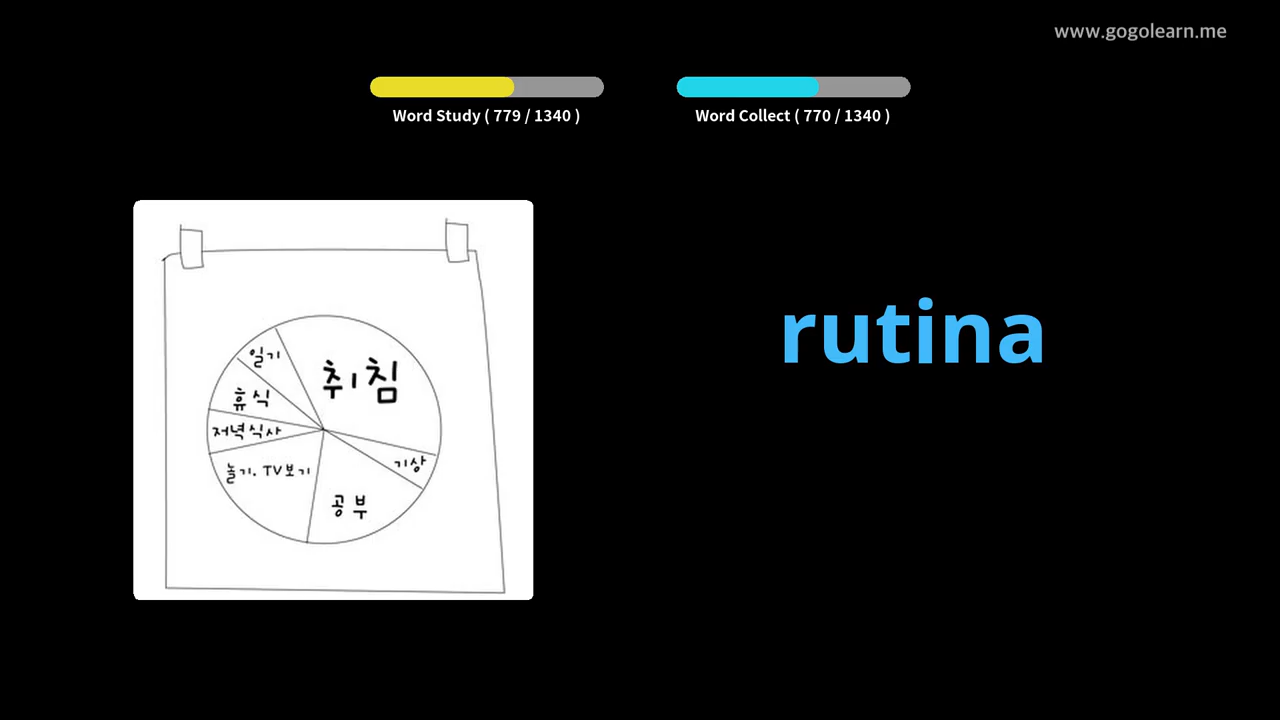 www.gogolearn.me
Word Study ( 779 / 1340 )
Word Collect ( 770 / 1340 )
일기
취침
휴식
저녁식사
기상
놀기. TV보기
공부
rutina